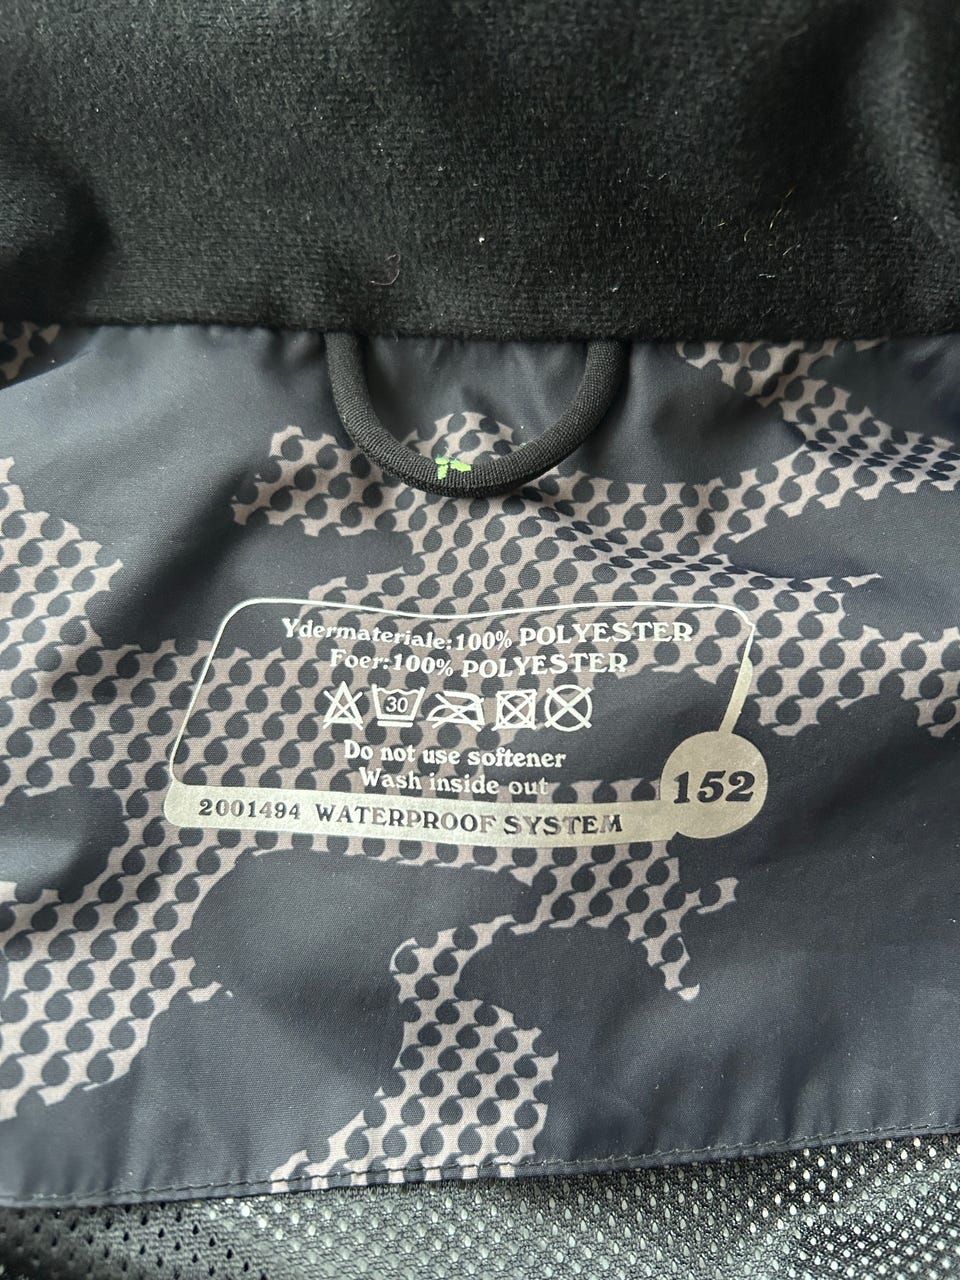 Ydermateriale:100% POLYESTER
Foer:100% POLYESTER
30
Do not use softener
Wash inside out
2001494 WATERPROOF SYSTEM
152